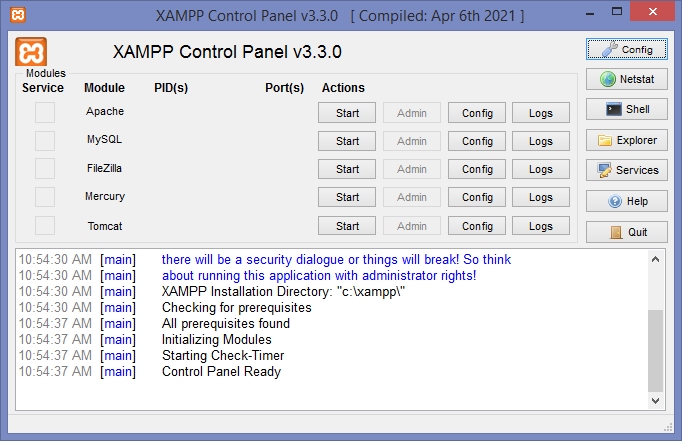 XAMPP Control Panel v3.3.0   [ Compiled: Apr 6th 2021 ]
XAMPP Control Panel v3.3.0
Config
Modules
Service Module PID(s) Port(s) Actions
Netstat
Apache Start Admin Config Logs
Shell
MySQL Start Admin Config Logs
Explorer
FileZilla Start Admin Config Logs
Services
Mercury Start Admin Config Logs
Help
Tomcat Start Admin Config Logs
Quit
10:54:30 AM [main] there will be a security dialogue or things will break! So think
10:54:30 AM [main] about running this application with administrator rights!
10:54:30 AM [main] XAMPP Installation Directory: "c:\xampp\"
10:54:30 AM [main] Checking for prerequisites
10:54:37 AM [main] All prerequisites found
10:54:37 AM [main] Initializing Modules
10:54:37 AM [main] Starting Check-Timer
10:54:37 AM [main] Control Panel Ready